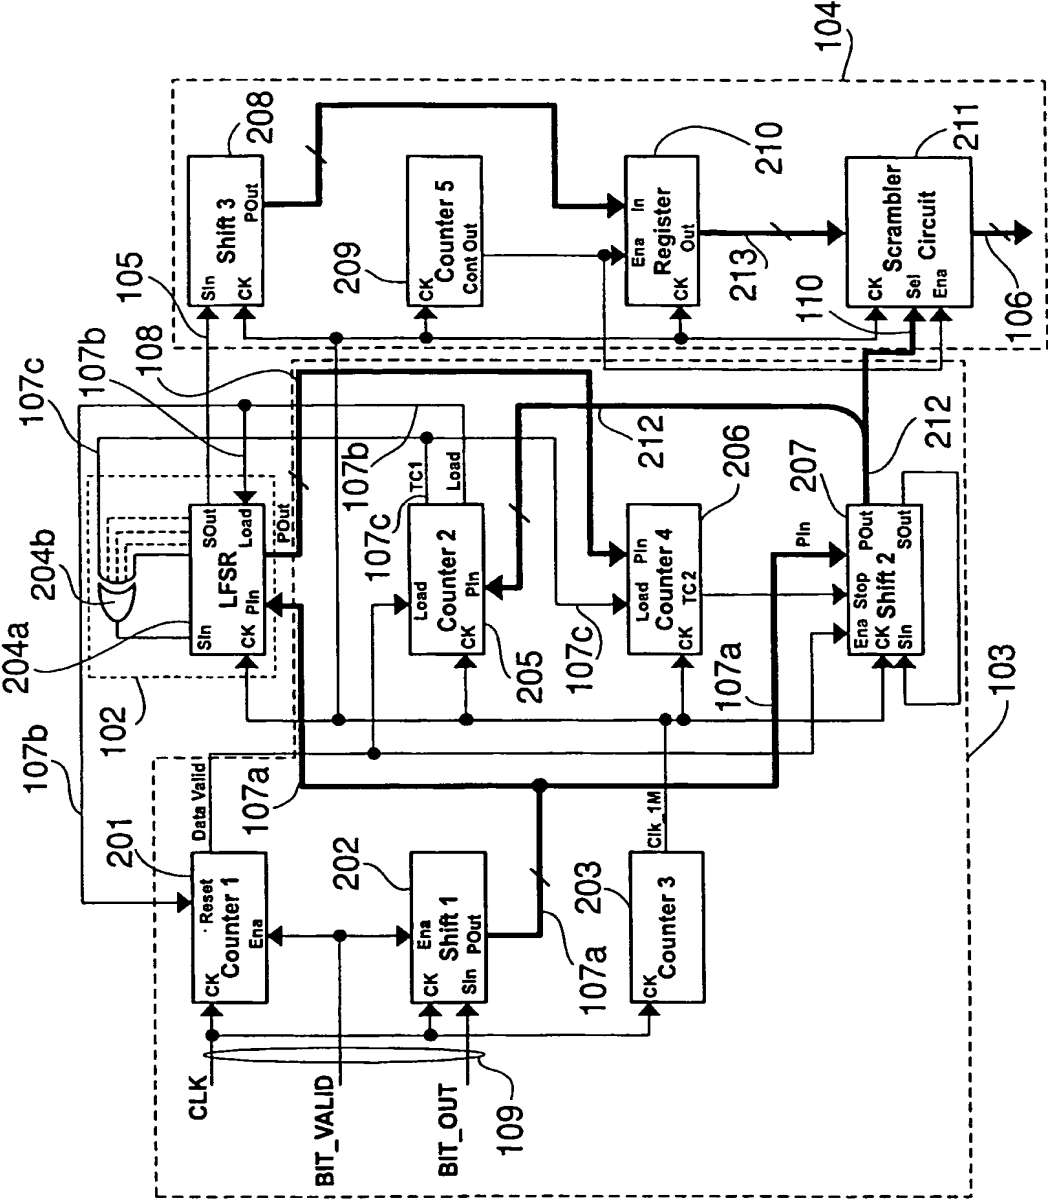 107b
107c
204b
204a
102
107b
107c
107b
108
105
CLK
BIT_VALID
BIT_OUT
109
201
CK
Reset
Counter 1
Ena
Data Valid
202
CK
Ena
Shift 1
SIn
POut
107a
203
CK
Counter 3
Clk_1M
107a
SIn
SOut
LFSR
CK
PIn
Load
POut
107c
TC1
107b
Load
Load
Counter 2
CK
PIn
205
212
107c
Load
PIn
Counter 4
CK
TC2
206
107a
PIn
207
Ena
Stop
POut
CK
Shift 2
SIn
SOut
212
103
104
208
SIn
Shift 3
CK
POut
209
CK
Counter 5
Cont Out
210
Ena
In
Register
CK
Out
213
110
211
CK
Scrambler
Sel
Circuit
Ena
106